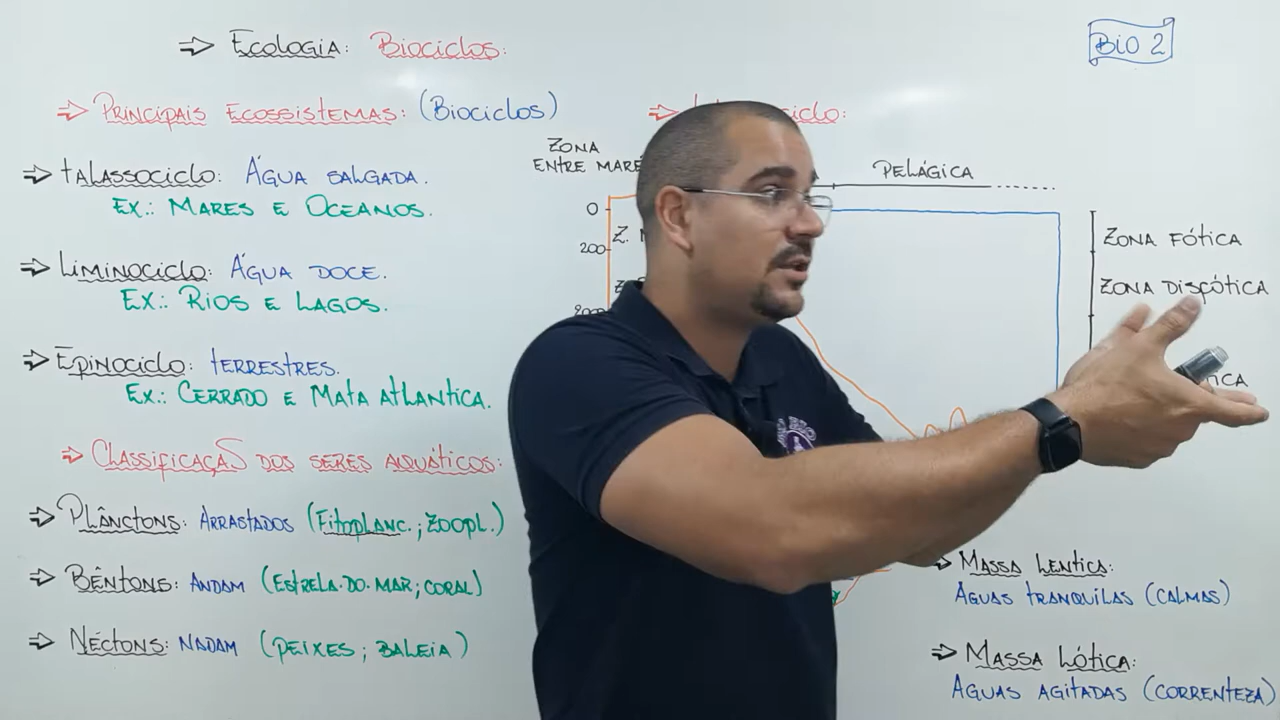 ⇒ Ecologia: Biociclos:
BIO 2
⇒ Principais Ecossistemas: (Biociclos)
⇒ Talassociclo: Água salgada.
Ex.: Mares e Oceanos.
⇒ Liminociclo: Água doce.
Ex.: Rios e Lagos.
⇒ Epinociclo: terrestres.
Ex.: Cerrado e Mata Atlantica.
⇒ Classificação dos seres aquáticos:
⇒ Plânctons: Arrastados (Fitoplanc.; Zoopl.)
⇒ Bêntons: Andam (Estrela-do-mar; coral)
⇒ Néctons: Nadam (Peixes; Baleia)
Zona
entre
Pelágica
0
200
Z.
Zona Fótica
Zona Disfótica
⇒ Massa Lentica:
Águas tranquilas (calmas)
⇒ Massa Lótica:
Águas agitadas (correnteza)